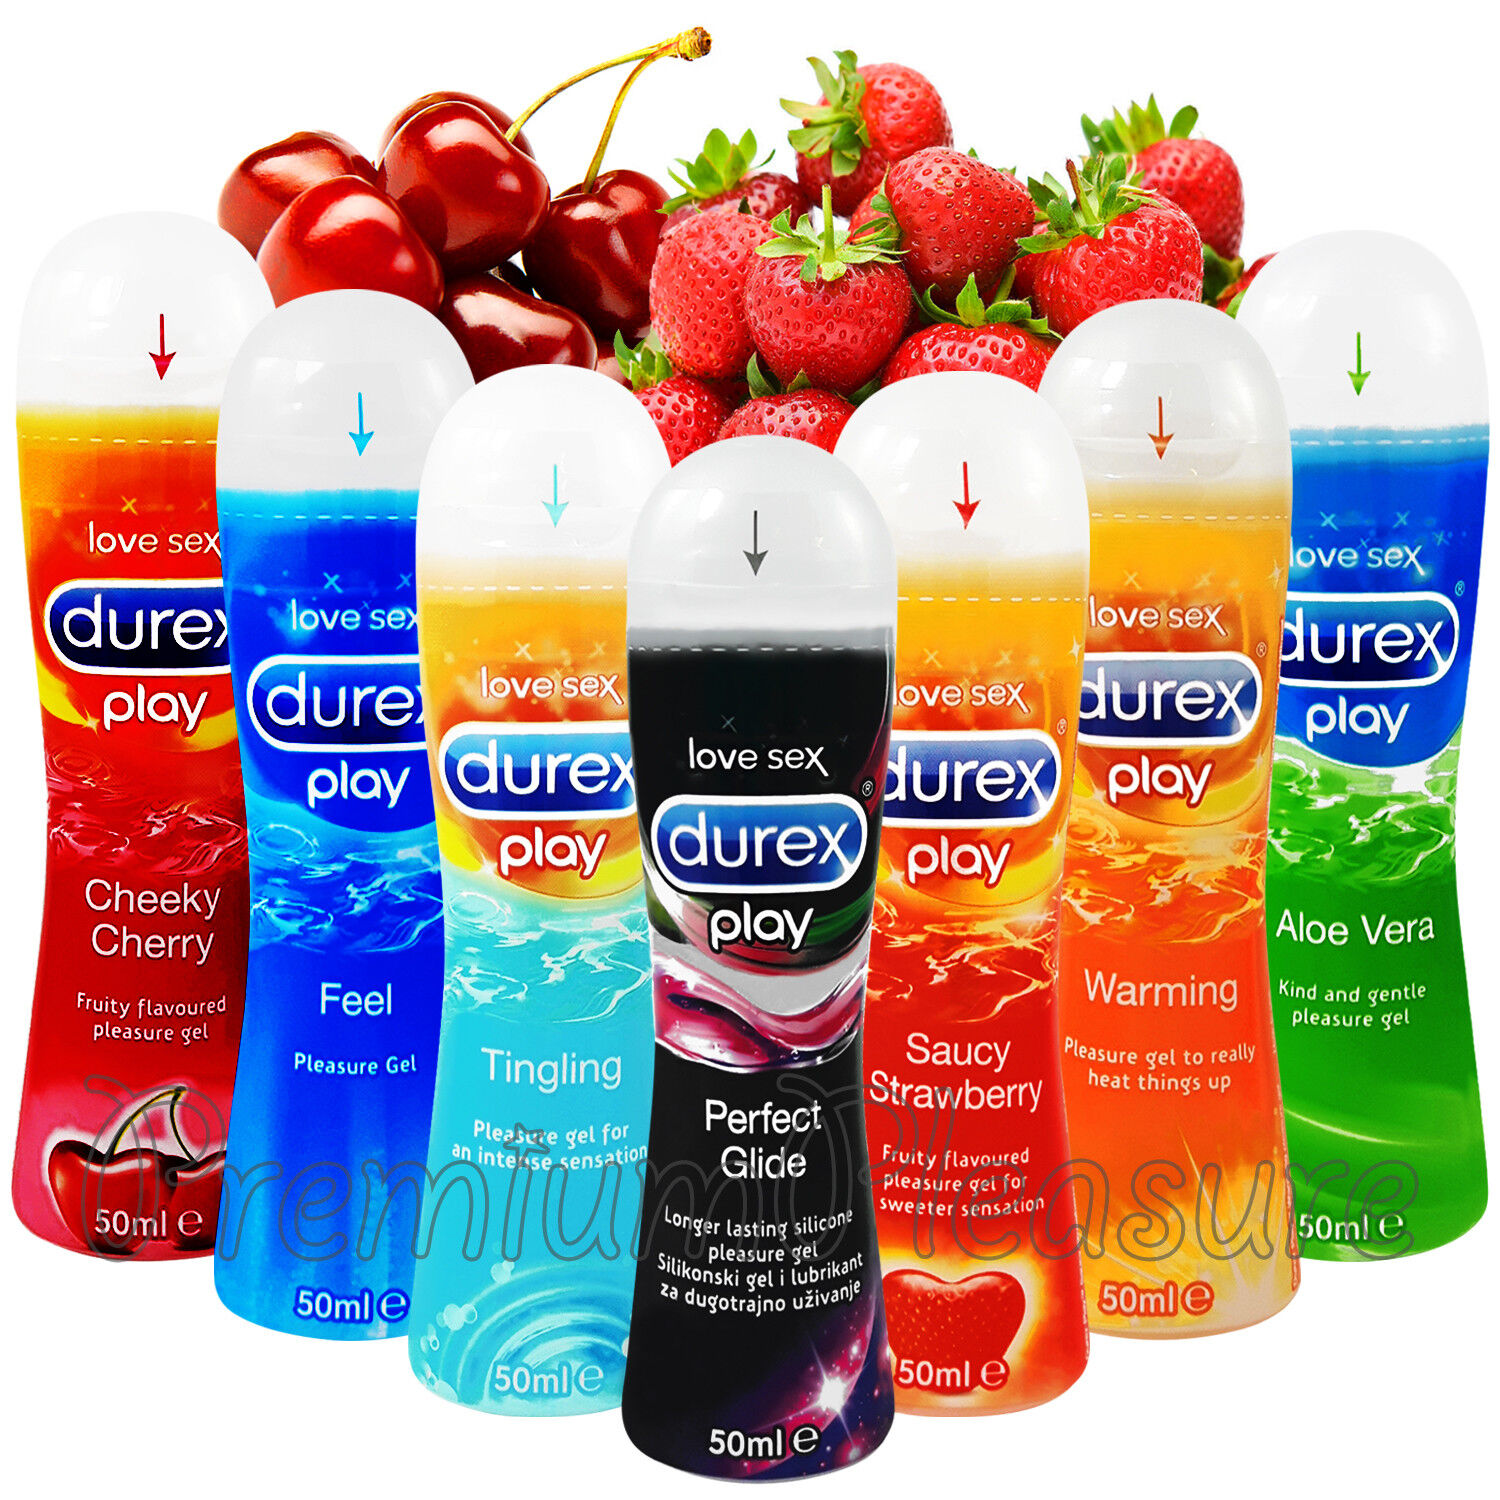 love sex
durex
play
Cheeky
Cherry
Fruity flavoured
pleasure gel
50ml e
love sex
durex
play
Feel
Pleasure Gel
50ml e
love sex
durex
play
Tingling
Pleasure gel for
an intense sensation
50ml e
love sex
durex®
play
Perfect
Glide
Longer lasting silicone
pleasure gel
Silikonski gel i lubrikant
za dugotrajno uživanje
50ml e
love sex
durex®
play
Saucy
Strawberry
Fruity flavoured
pleasure gel for
sweeter sensation
50ml e
love sex
durex®
play
Warming
Pleasure gel to really
heat things up
50ml e
love sex
durex®
play
Aloe Vera
Kind and gentle
pleasure gel
50ml e
PremiumPleasure